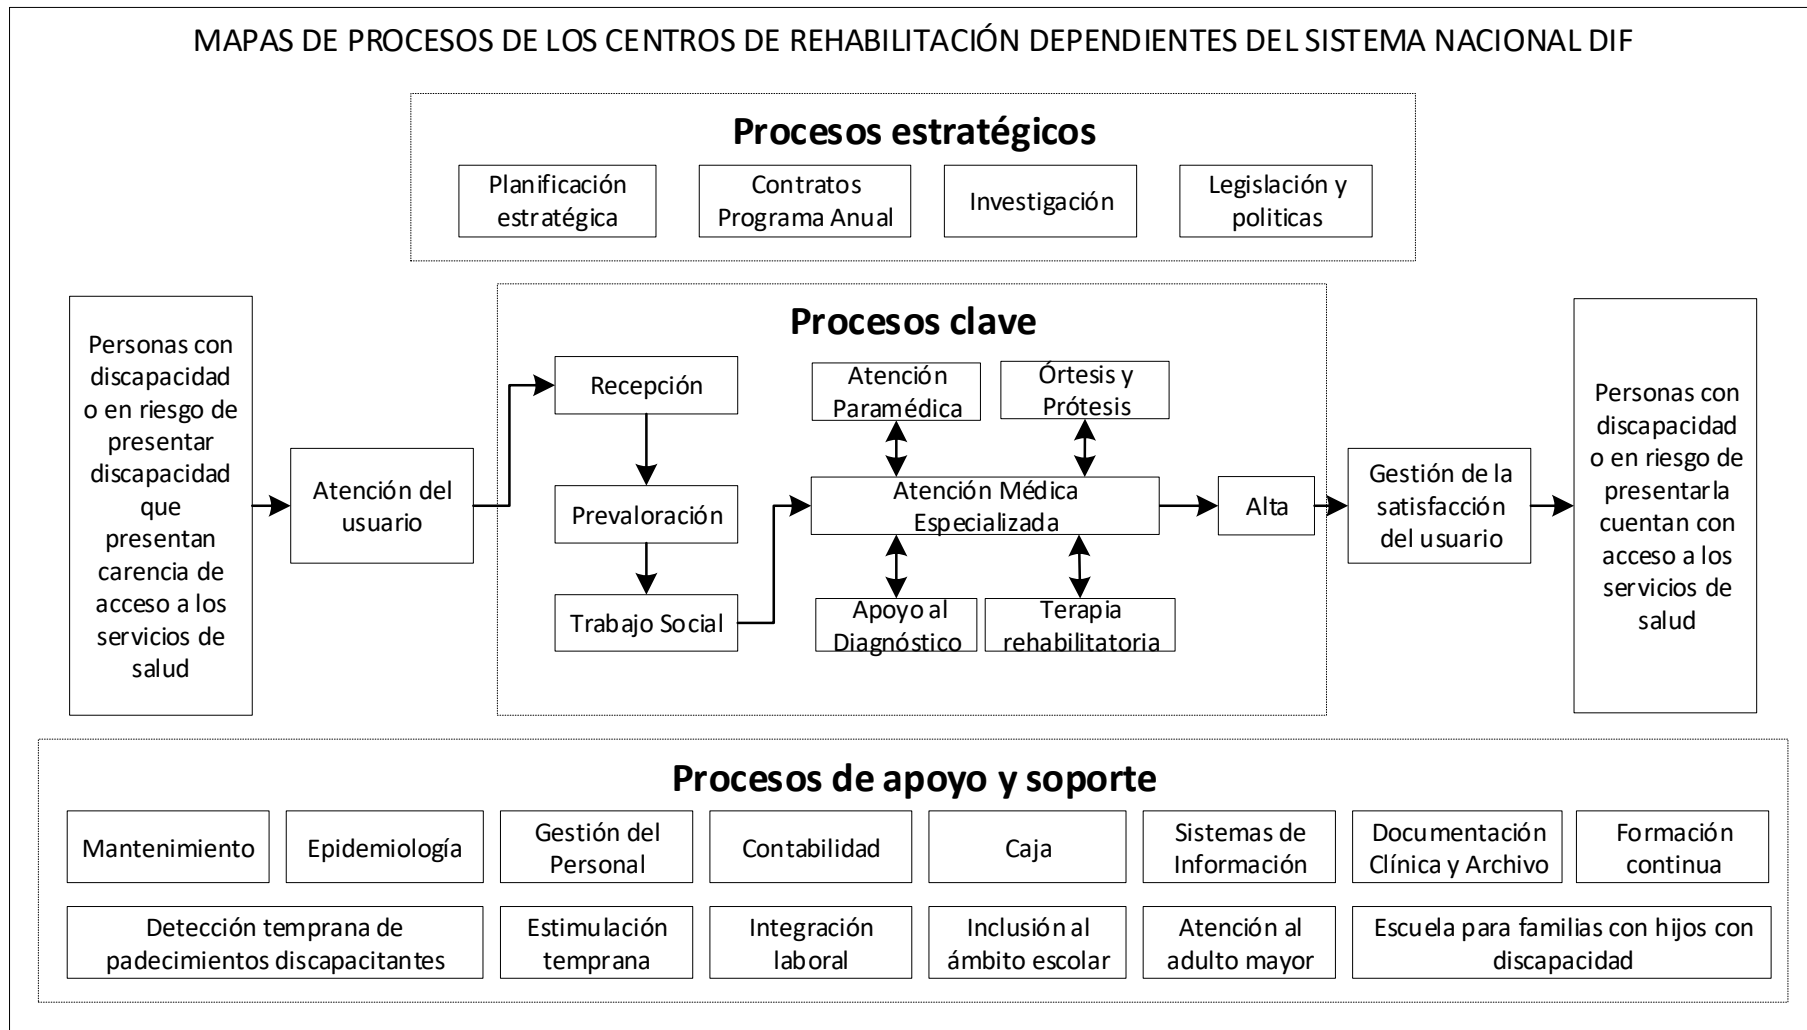 MAPAS DE PROCESOS DE LOS CENTROS DE REHABILITACIÓN DEPENDIENTES DEL SISTEMA NACIONAL DIF
Procesos estratégicos
Planificación
estratégica
Contratos
Programa Anual
Investigación
Legislación y
politicas
Personas con
discapacidad
o en riesgo de
presentar
discapacidad
que
presentan
carencia de
acceso a los
servicios de
salud
Atención del
usuario
Procesos clave
Recepción
Prevaloración
Trabajo Social
Atención
Paramédica
Órtesis y
Prótesis
Atención Médica
Especializada
Apoyo al
Diagnóstico
Terapia
rehabilitatoria
Alta
Gestión de la
satisfacción
del usuario
Personas con
discapacidad
o en riesgo de
presentarla
cuentan con
acceso a los
servicios de
salud
Procesos de apoyo y soporte
Mantenimiento
Epidemiología
Gestión del
Personal
Contabilidad
Caja
Sistemas de
Información
Documentación
Clínica y Archivo
Formación
continua
Detección temprana de
padecimientos discapacitantes
Estimulación
temprana
Integración
laboral
Inclusión al
ámbito escolar
Atención al
adulto mayor
Escuela para familias con hijos con
discapacidad